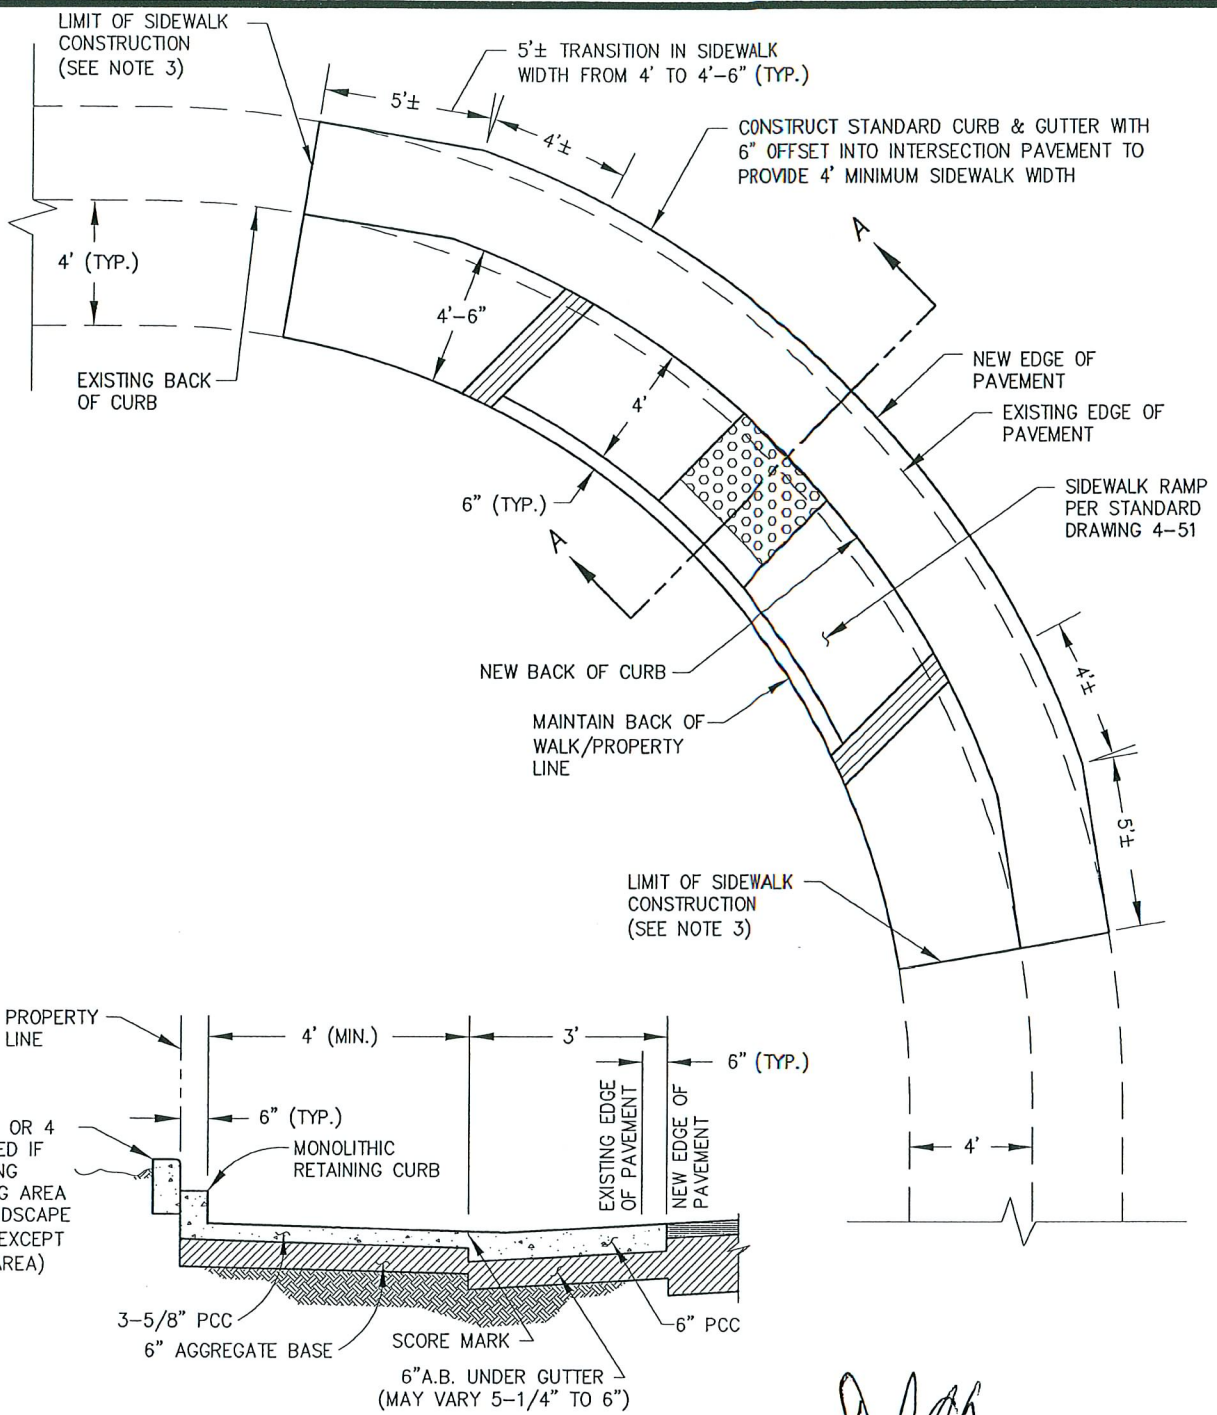 LIMIT OF SIDEWALK
CONSTRUCTION
(SEE NOTE 3)
5'± TRANSITION IN SIDEWALK
WIDTH FROM 4' TO 4'-6" (TYP.)
5'±
4'±
CONSTRUCT STANDARD CURB & GUTTER WITH
6" OFFSET INTO INTERSECTION PAVEMENT TO
PROVIDE 4' MINIMUM SIDEWALK WIDTH
A
4' (TYP.)
4'-6"
EXISTING BACK
OF CURB
4'
NEW EDGE OF
PAVEMENT
EXISTING EDGE OF
PAVEMENT
6" (TYP.)
SIDEWALK RAMP
PER STANDARD
DRAWING 4-51
A
NEW BACK OF CURB
4'±
MAINTAIN BACK OF
WALK/PROPERTY
LINE
5'±
LIMIT OF SIDEWALK
CONSTRUCTION
(SEE NOTE 3)
PROPERTY
LINE
4' (MIN.)
3'
6" (TYP.)
6" (TYP.)
EXISTING EDGE
OF PAVEMENT
NEW EDGE OF
PAVEMENT
OR 4
ED IF
NG
G AREA
DSCAPE
EXCEPT
AREA)
MONOLITHIC
RETAINING CURB
4'
3-5/8" PCC
6" AGGREGATE BASE
SCORE MARK
6" PCC
6"A.B. UNDER GUTTER
(MAY VARY 5-1/4" TO 6")